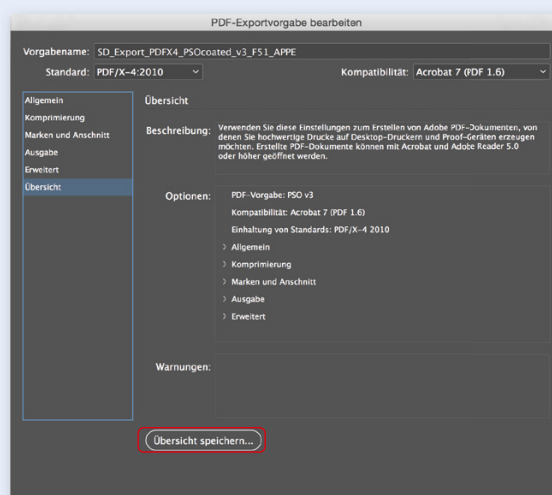 PDF-Exportvorgabe bearbeiten
Vorgabename: SD_Export_PDFX4_PSOcoated_v3_F51_APPE
Standard: PDF/X-4:2010 Kompatibilität: Acrobat 7 (PDF 1.6)
Allgemein
Komprimierung
Marken und Anschnitt
Ausgabe
Erweitert
Übersicht
Übersicht
Beschreibung: Verwenden Sie diese Einstellungen zum Erstellen von Adobe PDF-Dokumenten, von
denen Sie hochwertige Drucke auf Desktop-Druckern und Proof-Geräten erzeugen
möchten. Erstellte PDF-Dokumente können mit Acrobat und Adobe Reader 5.0
oder höher geöffnet werden.
Optionen: PDF-Vorgabe: PSO v3
Kompatibilität: Acrobat 7 (PDF 1.6)
Einhaltung von Standards: PDF/X-4 2010
> Allgemein
> Komprimierung
> Marken und Anschnitt
> Ausgabe
> Erweitert
Warnungen:
Übersicht speichern...